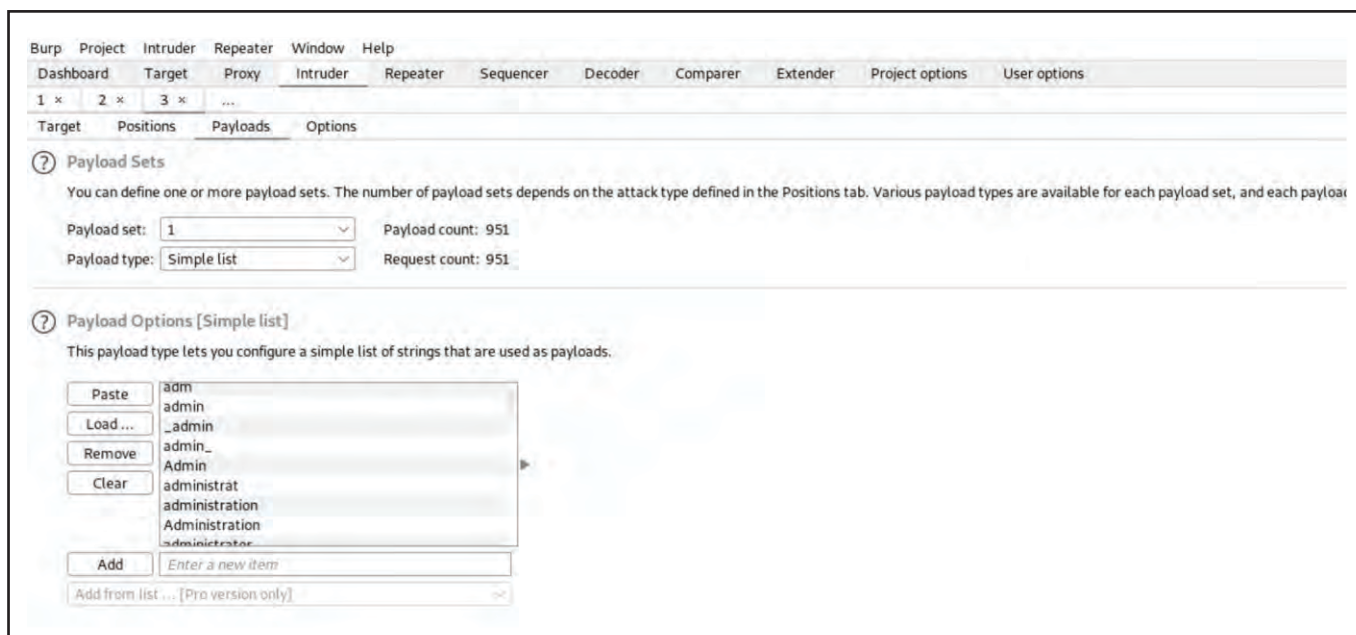 Burp Project Intruder Repeater Window Help
Dashboard Target Proxy Intruder Repeater Sequencer Decoder Comparer Extender Project options User options
1 × 2 × 3 × ...
Target Positions Payloads Options
? Payload Sets
You can define one or more payload sets. The number of payload sets depends on the attack type defined in the Positions tab. Various payload types are available for each payload set, and each payload
Payload set: 1 Payload count: 951
Payload type: Simple list Request count: 951
? Payload Options [Simple list]
This payload type lets you configure a simple list of strings that are used as payloads.
Paste
Load ...
Remove
Clear
adm
admin
_admin
admin_
Admin
administrat
administration
Administration
administrator
Add Enter a new item
Add from list ... [Pro version only]